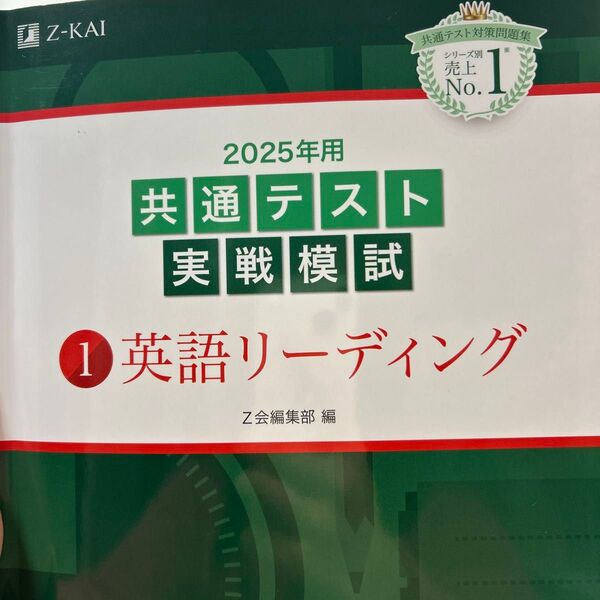 Z-KAI
共通テスト対策問題集
シリーズ別
売上
No.1※
2025年用
共通テスト
実戦模試
1 英語リーディング
Z会編集部 編